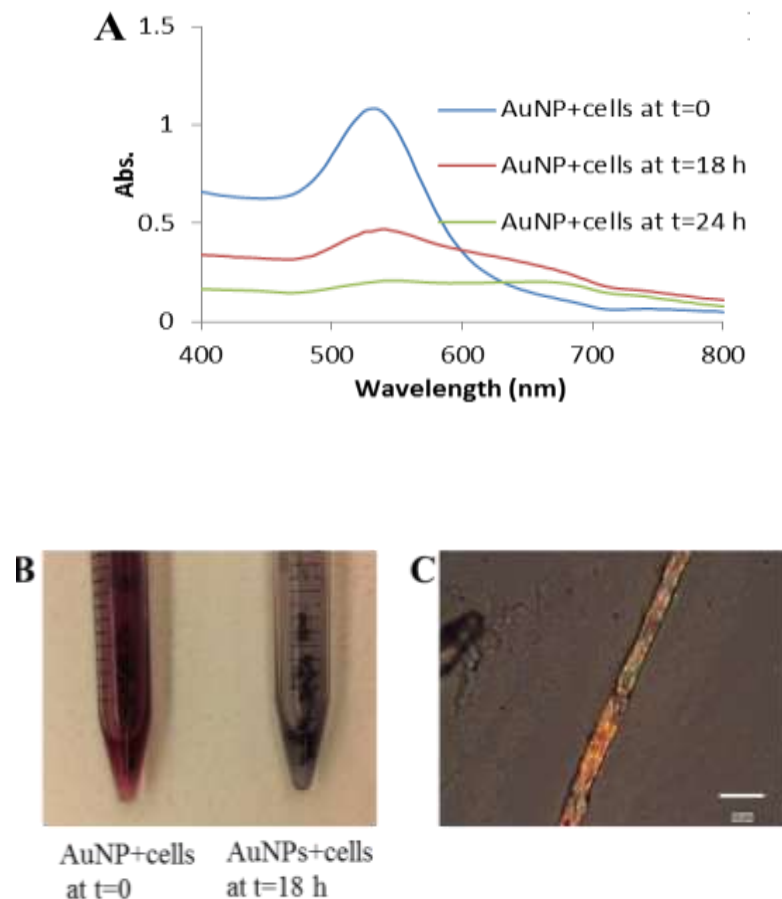 A
1.5
1
0.5
0
Abs.
AuNP+cells at t=0
AuNP+cells at t=18 h
AuNP+cells at t=24 h
400 500 600 700 800
Wavelength (nm)
B
C
AuNP+cells AuNPs+cells
at t=0 at t=18 h